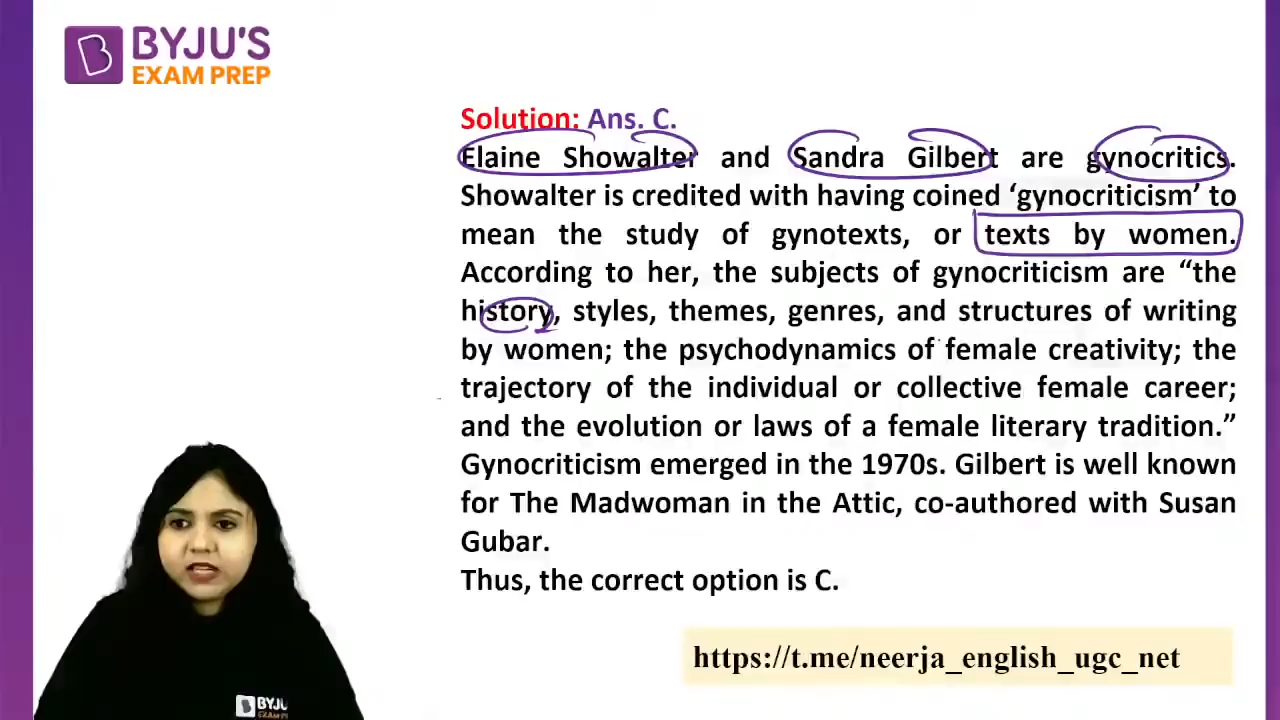 BYJU'S
EXAM PREP
Solution: Ans. C.
Elaine Showalter and Sandra Gilbert are gynocritics.
Showalter is credited with having coined ‘gynocriticism’ to
mean the study of gynotexts, or texts by women.
According to her, the subjects of gynocriticism are “the
history, styles, themes, genres, and structures of writing
by women; the psychodynamics of female creativity; the
trajectory of the individual or collective female career;
and the evolution or laws of a female literary tradition.”
Gynocriticism emerged in the 1970s. Gilbert is well known
for The Madwoman in the Attic, co-authored with Susan
Gubar.
Thus, the correct option is C.
https://t.me/neerja_english_ugc_net
BYJU
EXAM P